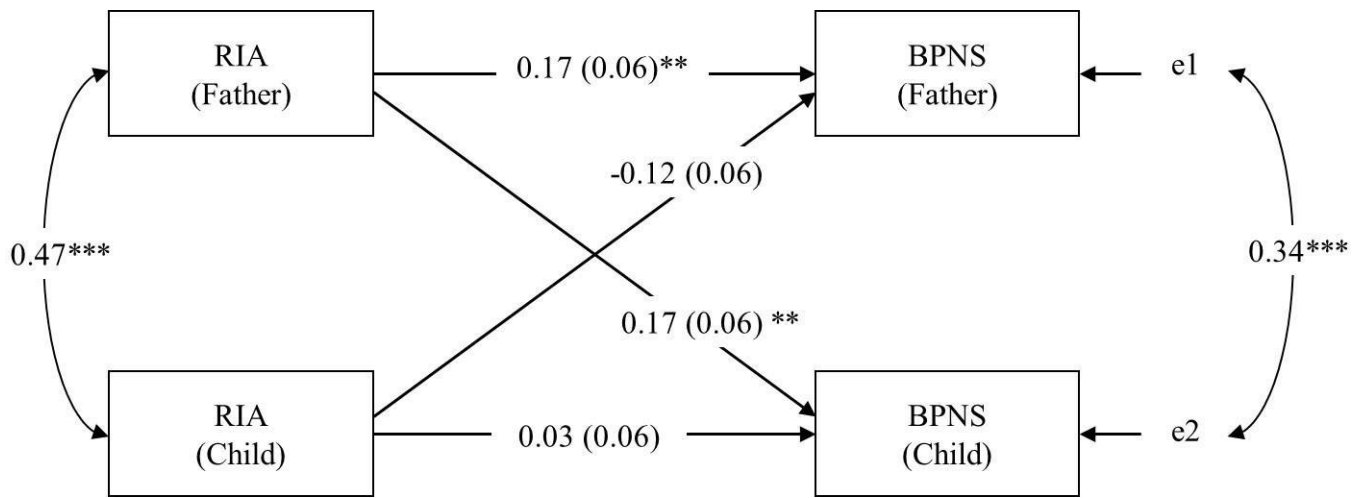 RIA
(Father)
0.17 (0.06)**
BPNS
(Father)
e1
-0.12 (0.06)
0.47***
0.34***
0.17 (0.06) **
RIA
(Child)
0.03 (0.06)
BPNS
(Child)
e2